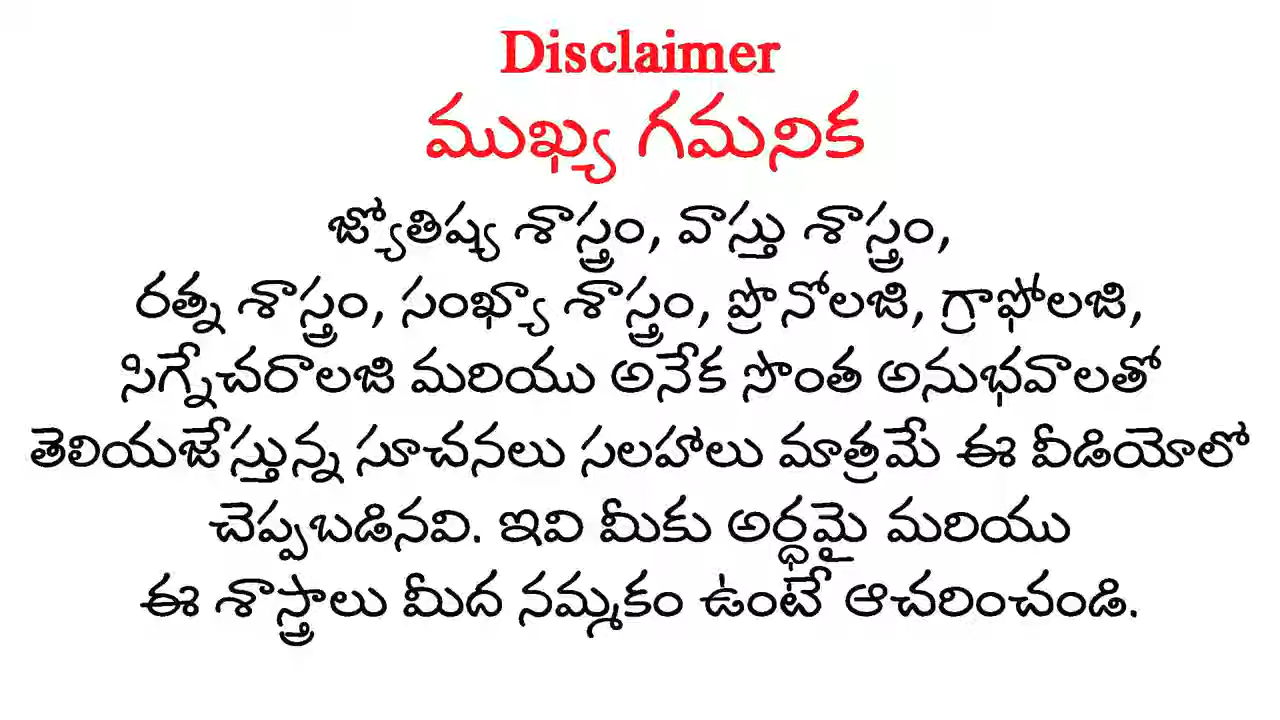 Disclaimer
ముఖ్య గమనిక
జ్యోతిష్య శాస్త్రం, వాస్తు శాస్త్రం,
రత్న శాస్త్రం, సంఖ్యా శాస్త్రం, ప్రొనోలజి, గ్రాఫోలజి,
సిగ్నేచరాలజి మరియు అనేక సొంత అనుభవాలతో
తెలియజేస్తున్న సూచనలు సలహాలు మాత్రమే ఈ వీడియోలో
చెప్పబడినవి. ఇవి మీకు అర్ధమై మరియు
ఈ శాస్త్రాలు మీద నమ్మకం ఉంటే ఆచరించండి.